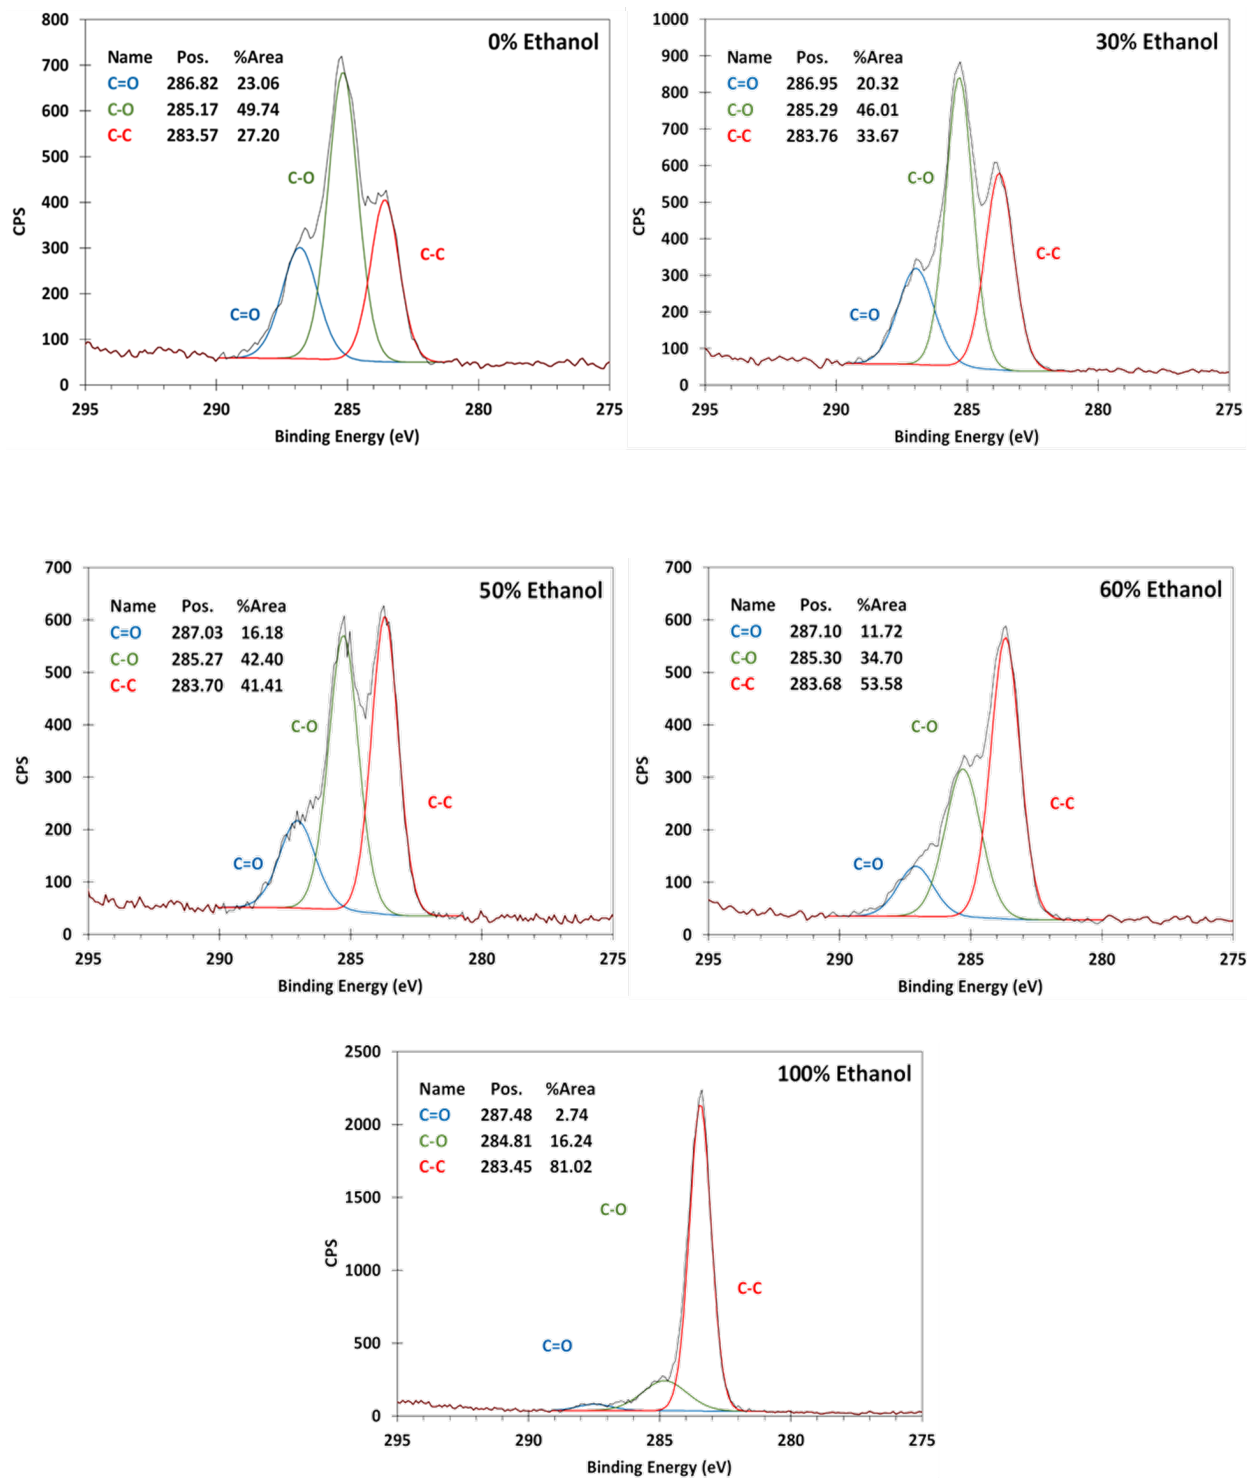 0% Ethanol
Name Pos. %Area
C=O 286.82 23.06
C-O 285.17 49.74
C-C 283.57 27.20
C-O
C-C
C=O
800
700
600
500
400
300
200
100
0
CPS
295 290 285 280 275
Binding Energy (eV)
30% Ethanol
Name Pos. %Area
C=O 286.95 20.32
C-O 285.29 46.01
C-C 283.76 33.67
C-O
C-C
C=O
1000
900
800
700
600
500
400
300
200
100
0
CPS
295 290 285 280 275
Binding Energy (eV)
50% Ethanol
Name Pos. %Area
C=O 287.03 16.18
C-O 285.27 42.40
C-C 283.70 41.41
C-O
C-C
C=O
700
600
500
400
300
200
100
0
CPS
295 290 285 280 275
Binding Energy (eV)
60% Ethanol
Name Pos. %Area
C=O 287.10 11.72
C-O 285.30 34.70
C-C 283.68 53.58
C-O
C-C
C=O
700
600
500
400
300
200
100
0
CPS
295 290 285 280 275
Binding Energy (eV)
100% Ethanol
Name Pos. %Area
C=O 287.48 2.74
C-O 284.81 16.24
C-C 283.45 81.02
C-O
C-C
C=O
2500
2000
1500
1000
500
0
CPS
295 290 285 280 275
Binding Energy (eV)